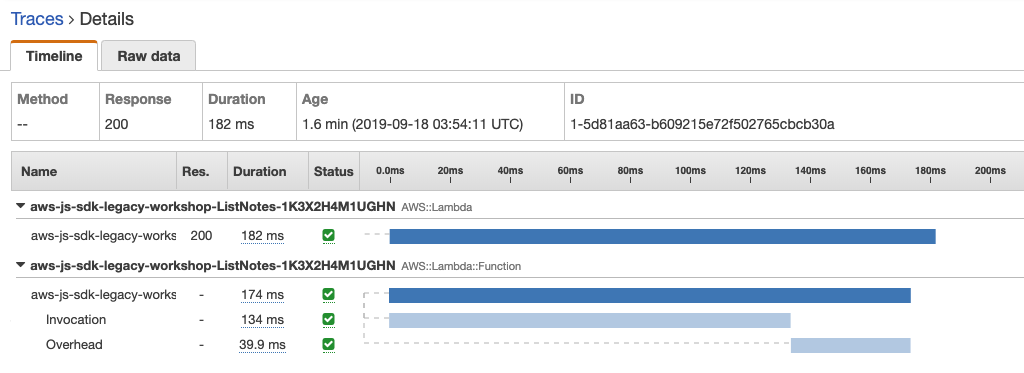 Traces > Details
Timeline Raw data
Method Response Duration Age ID
-- 200 182 ms 1.6 min (2019-09-18 03:54:11 UTC) 1-5d81aa63-b609215e72f502765cbcb30a
Name Res. Duration Status 0.0ms 20ms 40ms 60ms 80ms 100ms 120ms 140ms 160ms 180ms 200ms
aws-js-sdk-legacy-workshop-ListNotes-1K3X2H4M1UGHN AWS::Lambda
aws-js-sdk-legacy-works 200 182 ms
aws-js-sdk-legacy-workshop-ListNotes-1K3X2H4M1UGHN AWS::Lambda::Function
aws-js-sdk-legacy-works - 174 ms
Invocation - 134 ms
Overhead - 39.9 ms